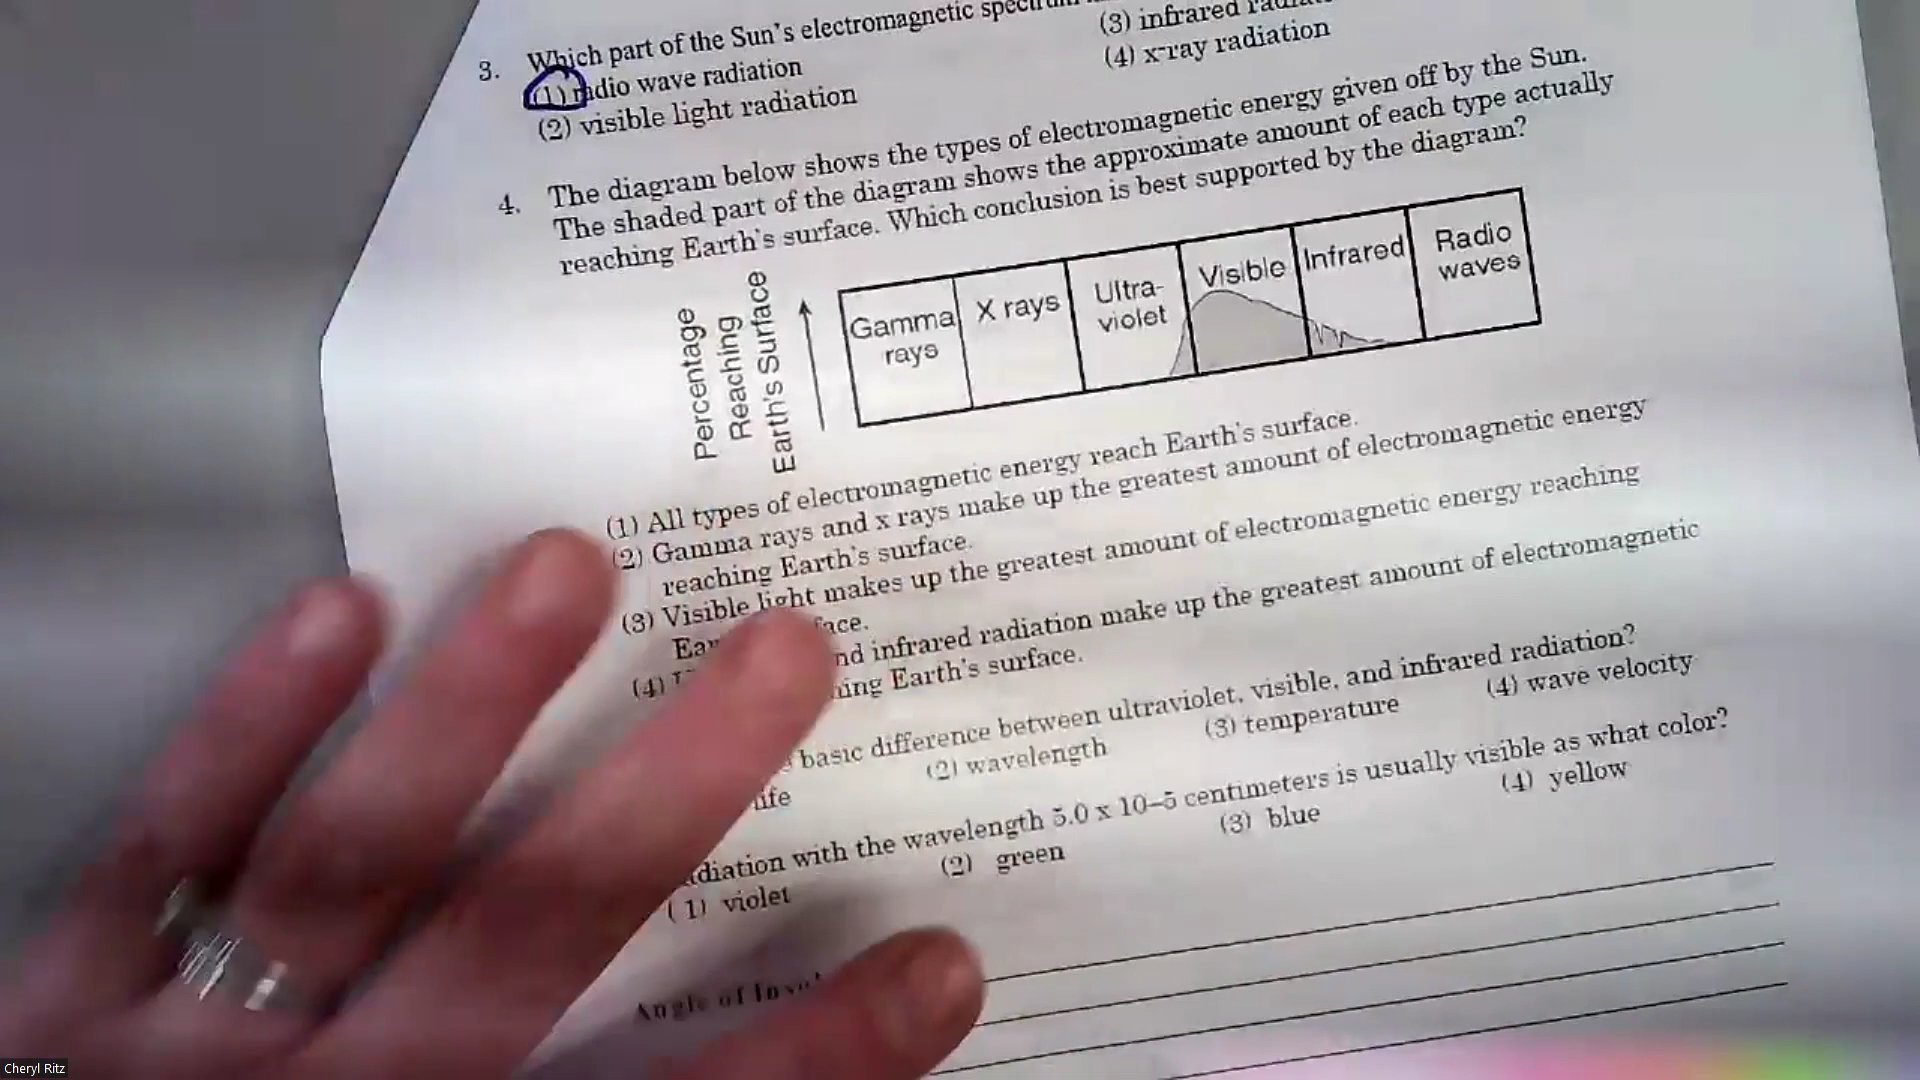 3. Which part of the Sun's electromagnetic spectrum
(1) radio wave radiation
(2) visible light radiation
(3) infrared
(4) x-ray radiation
4. The diagram below shows the types of electromagnetic energy given off by the Sun.
The shaded part of the diagram shows the approximate amount of each type actually
reaching Earth's surface. Which conclusion is best supported by the diagram?
Percentage
Reaching
Earth's Surface
Gamma
rays
X rays
Ultra-
violet
Visible
Infrared
Radio
waves
(1) All types of electromagnetic energy reach Earth's surface.
(2) Gamma rays and x rays make up the greatest amount of electromagnetic energy
reaching Earth's surface.
(3) Visible light makes up the greatest amount of electromagnetic energy reaching
(4) infrared radiation make up the greatest amount of electromagnetic
Earth's surface.
basic difference between ultraviolet, visible, and infrared radiation?
(2) wavelength
(3) temperature
(4) wave velocity
with the wavelength 5.0 x 10–5 centimeters is usually visible as what color?
(1) violet
(2) green
(3) blue
(4) yellow
Angle of
Cheryl Ritz